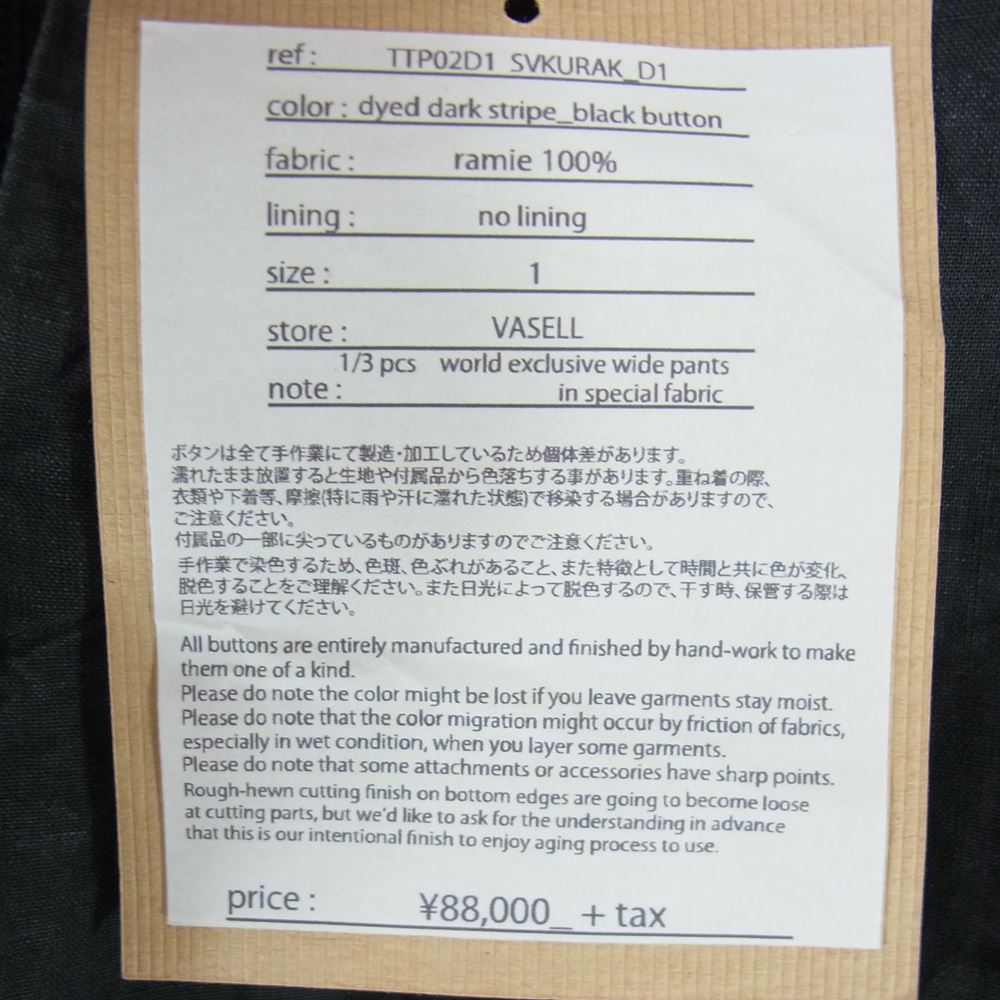 ref : TTP02D1 SVKURAK_D1
color : dyed dark stripe_black button
fabric : ramie 100%
lining : no lining
size : 1
store : VASELL
1/3 pcs world exclusive wide pants
note : in special fabric
ボタンは全て手作業にて製造・加工しているため個体差があります。
濡れたまま放置すると生地や付属品から色落ちする事があります。重ね着の際、
衣類や下着等、摩擦(特に雨や汗に濡れた状態)で移染する場合がありますので、
ご注意ください。
付属品の一部に尖っているものがありますのでご注意ください。
手作業で染色するため、色斑、色ぶれがあること、また特徴として時間と共に色が変化、
脱色することをご理解ください。また日光によって脱色するので、干す時、保管する際は
日光を避けてください。
All buttons are entirely manufactured and finished by hand-work to make
them one of a kind.
Please do note the color might be lost if you leave garments stay moist.
Please do note that the color migration might occur by friction of fabrics,
especially in wet condition, when you layer some garments.
Please do note that some attachments or accessories have sharp points.
Rough-hewn cutting finish on bottom edges are going to become loose
at cutting parts, but we'd like to ask for the understanding in advance
that this is our intentional finish to enjoy aging process to use.
price : ¥88,000_ + tax